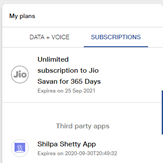 My plans
DATA + VOICE SUBSCRIPTIONS
Jio
Unlimited
subscription to Jio
Savan for 365 Days
Expires on 25 Sep 2021
Third party apps
Shilpa Shetty App
Expires on 2020-09-30T20:49:32